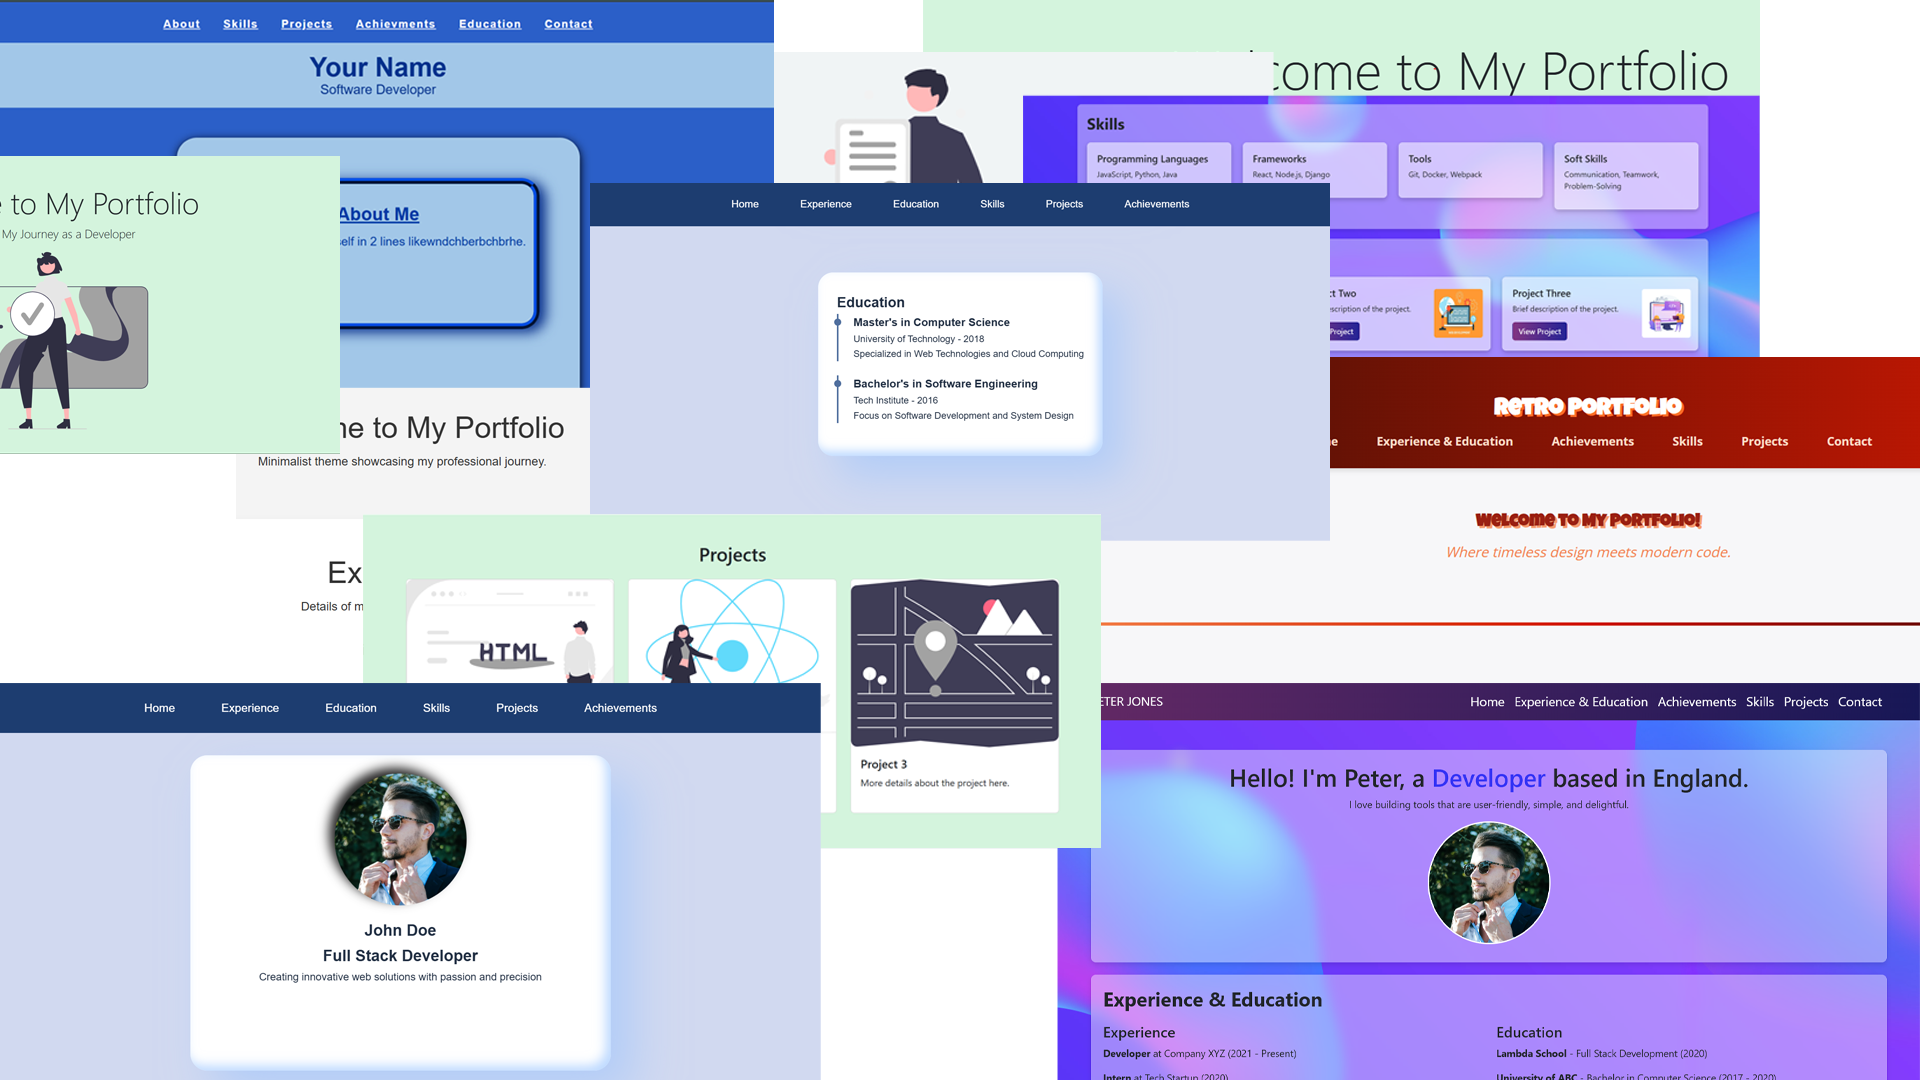 About Skills Projects Achievments Education Contact
Your Name
Software Developer
About Me
self in 2 lines likewndchberbchbrhe.
to My Portfolio
My Journey as a Developer
to My Portfolio
Minimalist theme showcasing my professional journey.
Ex
Details of m
come to My Portfolio
Skills
Programming Languages
JavaScript, Python, Java
Frameworks
React, Node.js, Django
Tools
Git, Docker, Webpack
Soft Skills
Communication, Teamwork,
Problem-Solving
ct Two
scription of the project.
Project
Project Three
Brief description of the project.
View Project
Home Experience Education Skills Projects Achievements
Education
Master's in Computer Science
University of Technology - 2018
Specialized in Web Technologies and Cloud Computing
Bachelor's in Software Engineering
Tech Institute - 2016
Focus on Software Development and System Design
Retro Portfolio
Experience & Education Achievements Skills Projects Contact
Welcome to My Portfolio!
Where timeless design meets modern code.
Projects
HTML
Project 3
More details about the project here.
Home Experience Education Skills Projects Achievements
John Doe
Full Stack Developer
Creating innovative web solutions with passion and precision
ETER JONES
Home Experience & Education Achievements Skills Projects Contact
Hello! I'm Peter, a Developer based in England.
I love building tools that are user-friendly, simple, and delightful.
Experience & Education
Experience
Developer at Company XYZ (2021 - Present)
Intern at Tech Startup (2020)
Education
Lambda School - Full Stack Development (2020)
University of ABC - Bachelor in Computer Science (2017 - 2020)